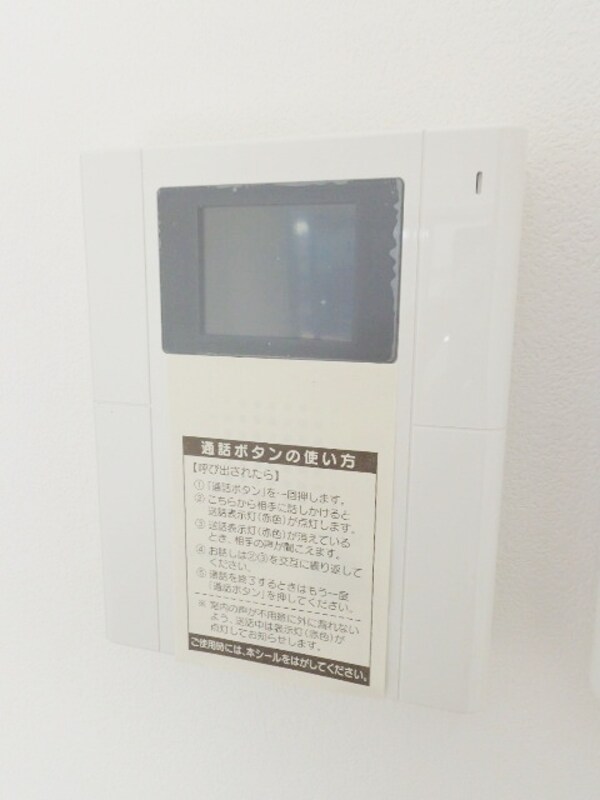 通話ボタンの使い方
【呼び出されたら】
①「通話ボタン」を一回押します。
②こちらから相手に話しかけると
送話表示灯(赤色)が点灯します。
③送話表示灯(赤色)が消えている
とき、相手の声が聞こえます。
④お話しは②③を交互に繰り返して
ください。
⑤通話を終了するときはもう一度
「通話ボタン」を押してください。
※室内の声が不用意に外に漏れない
よう、送話中は表示灯(赤色)が
点灯してお知らせします。
ご使用時には、本シールをはがしてください。